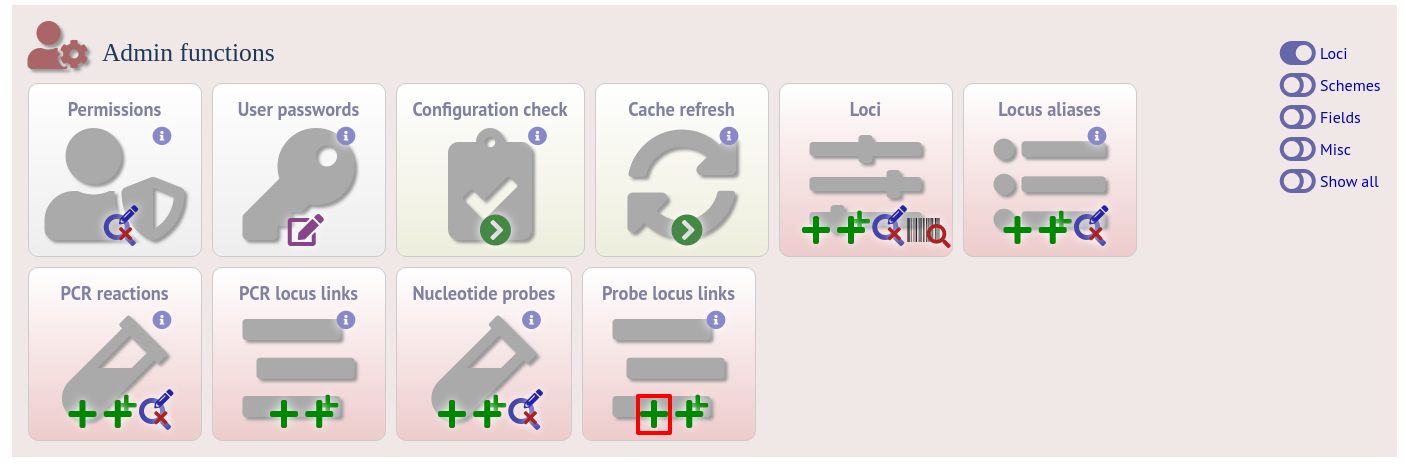 Admin functions
Loci
Schemes
Fields
Misc
Show all
Permissions
User passwords
Configuration check
Cache refresh
Loci
Locus aliases
PCR reactions
PCR locus links
Nucleotide probes
Probe locus links